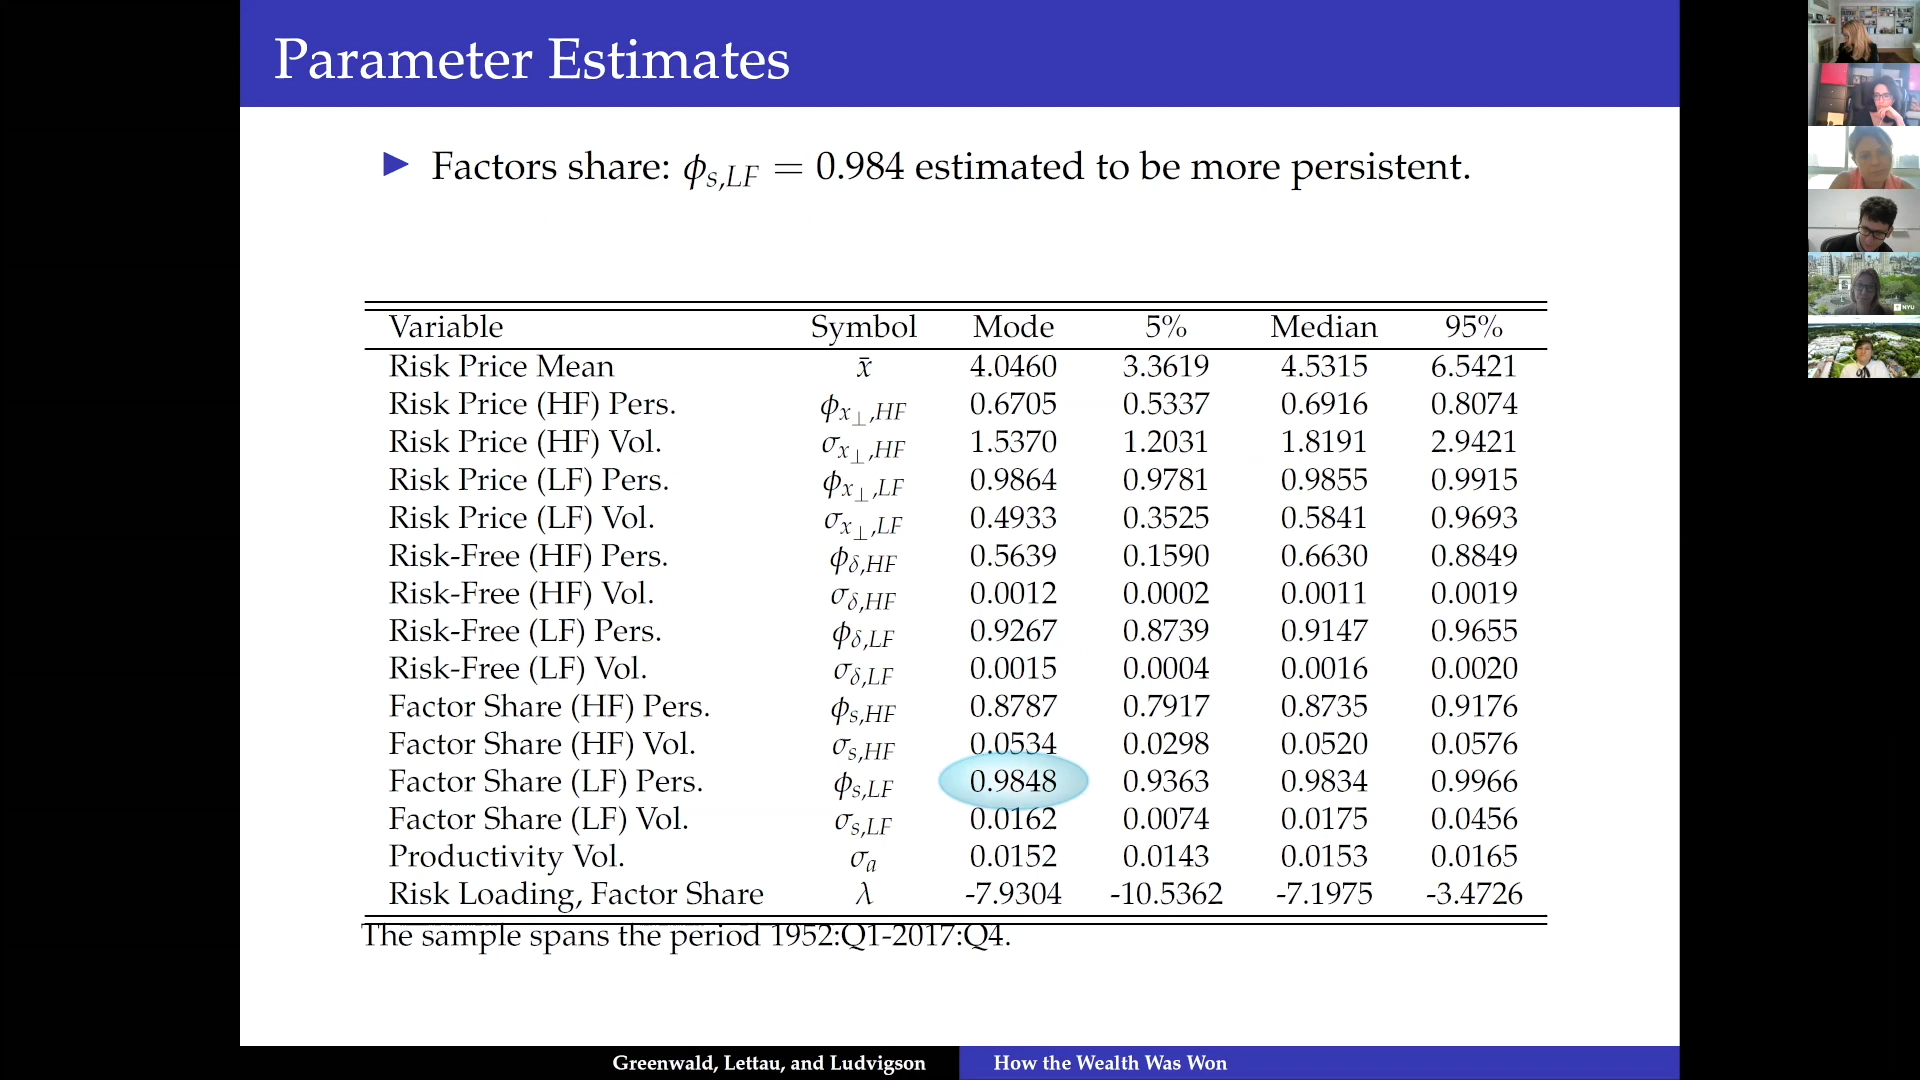 Parameter Estimates
▶ Factors share: ϕs,LF = 0.984 estimated to be more persistent.
Variable Symbol Mode 5% Median 95%
Risk Price Mean x̄ 4.0460 3.3619 4.5315 6.5421
Risk Price (HF) Pers. ϕx⊥,HF 0.6705 0.5337 0.6916 0.8074
Risk Price (HF) Vol. σx⊥,HF 1.5370 1.2031 1.8191 2.9421
Risk Price (LF) Pers. ϕx⊥,LF 0.9864 0.9781 0.9855 0.9915
Risk Price (LF) Vol. σx⊥,LF 0.4933 0.3525 0.5841 0.9693
Risk-Free (HF) Pers. ϕδ,HF 0.5639 0.1590 0.6630 0.8849
Risk-Free (HF) Vol. σδ,HF 0.0012 0.0002 0.0011 0.0019
Risk-Free (LF) Pers. ϕδ,LF 0.9267 0.8739 0.9147 0.9655
Risk-Free (LF) Vol. σδ,LF 0.0015 0.0004 0.0016 0.0020
Factor Share (HF) Pers. ϕs,HF 0.8787 0.7917 0.8735 0.9176
Factor Share (HF) Vol. σs,HF 0.0534 0.0298 0.0520 0.0576
Factor Share (LF) Pers. ϕs,LF 0.9848 0.9363 0.9834 0.9966
Factor Share (LF) Vol. σs,LF 0.0162 0.0074 0.0175 0.0456
Productivity Vol. σa 0.0152 0.0143 0.0153 0.0165
Risk Loading, Factor Share λ -7.9304 -10.5362 -7.1975 -3.4726
The sample spans the period 1952:Q1-2017:Q4.
Greenwald, Lettau, and Ludvigson How the Wealth Was Won
NYU